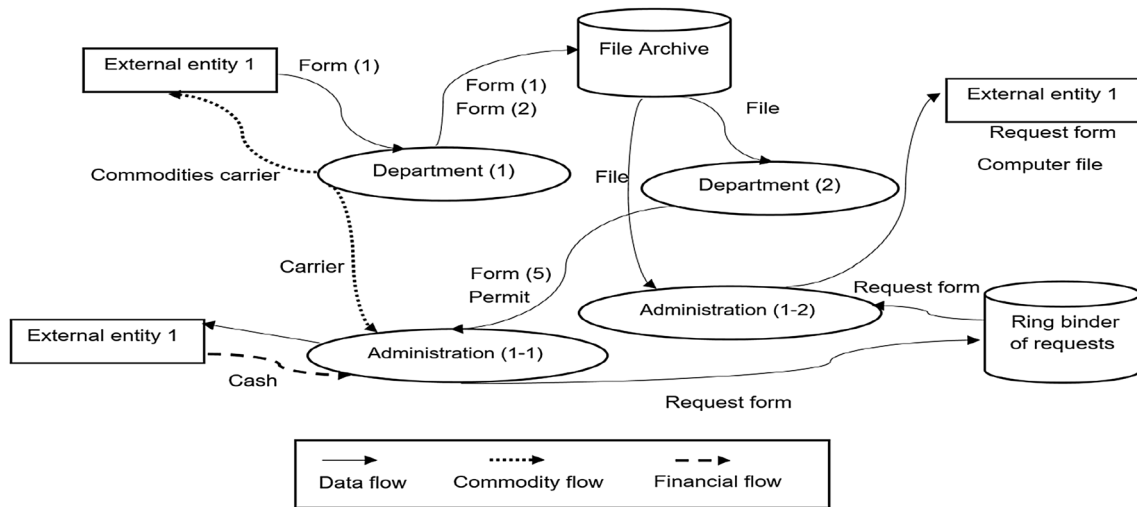 External entity 1
Form (1)
Form (1)
Form (2)
File Archive
External entity 1
Request form
Computer file
File
Commodities carrier
Department (1)
File
Department (2)
Carrier
Form (5)
Permit
Request form
Administration (1-2)
Ring binder
of requests
External entity 1
Administration (1-1)
Cash
Request form
Data flow
Commodity flow
Financial flow